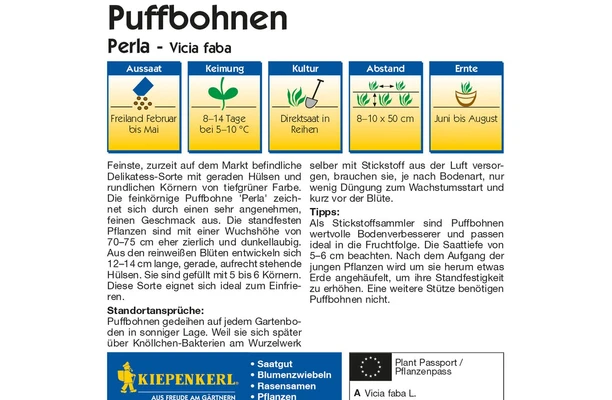 Puffbohnen
Perla - Vicia faba
Aussaat
Freiland Februar
bis Mai
Keimung
8–14 Tage
bei 5–10 °C
Kultur
Direktsaat in
Reihen
Abstand
8–10 x 50 cm
Ernte
Juni bis August
Feinste, zurzeit auf dem Markt befindliche
Delikatess-Sorte mit geraden Hülsen und
rundlichen Körnern von tiefgrüner Farbe.
Die feinkörnige Puffbohne 'Perla' zeich-
net sich durch einen sehr angenehmen,
feinen Geschmack aus. Die standfesten
Pflanzen sind mit einer Wuchshöhe von
70–75 cm eher zierlich und dunkellaubig.
Aus den reinweißen Blüten entwickeln sich
12–14 cm lange, gerade, aufrecht stehende
Hülsen. Sie sind gefüllt mit 5 bis 6 Körnern.
Diese Sorte eignet sich ideal zum Einfrie-
ren.
Standortansprüche:
Puffbohnen gedeihen auf jedem Gartenbo-
den in sonniger Lage. Weil sie sich später
über Knöllchen-Bakterien am Wurzelwerk
selber mit Stickstoff aus der Luft versor-
gen, brauchen sie, je nach Bodenart, nur
wenig Düngung zum Wachstumsstart und
kurz vor der Blüte.
Tipps:
Als Stickstoffsammler sind Puffbohnen
wertvolle Bodenverbesserer und passen
ideal in die Fruchtfolge. Die Saattiefe von
5–6 cm beachten. Nach dem Aufgang der
jungen Pflanzen wird um sie herum etwas
Erde angehäufelt, um ihre Standfestigkeit
zu erhöhen. Eine weitere Stütze benötigen
Puffbohnen nicht.
KIEPENKERL®
AUS FREUDE AM GÄRTNERN
• Saatgut
• Blumenzwiebeln
• Rasensamen
• Pflanzen
Plant Passport /
Pflanzenpass
A Vicia faba L.